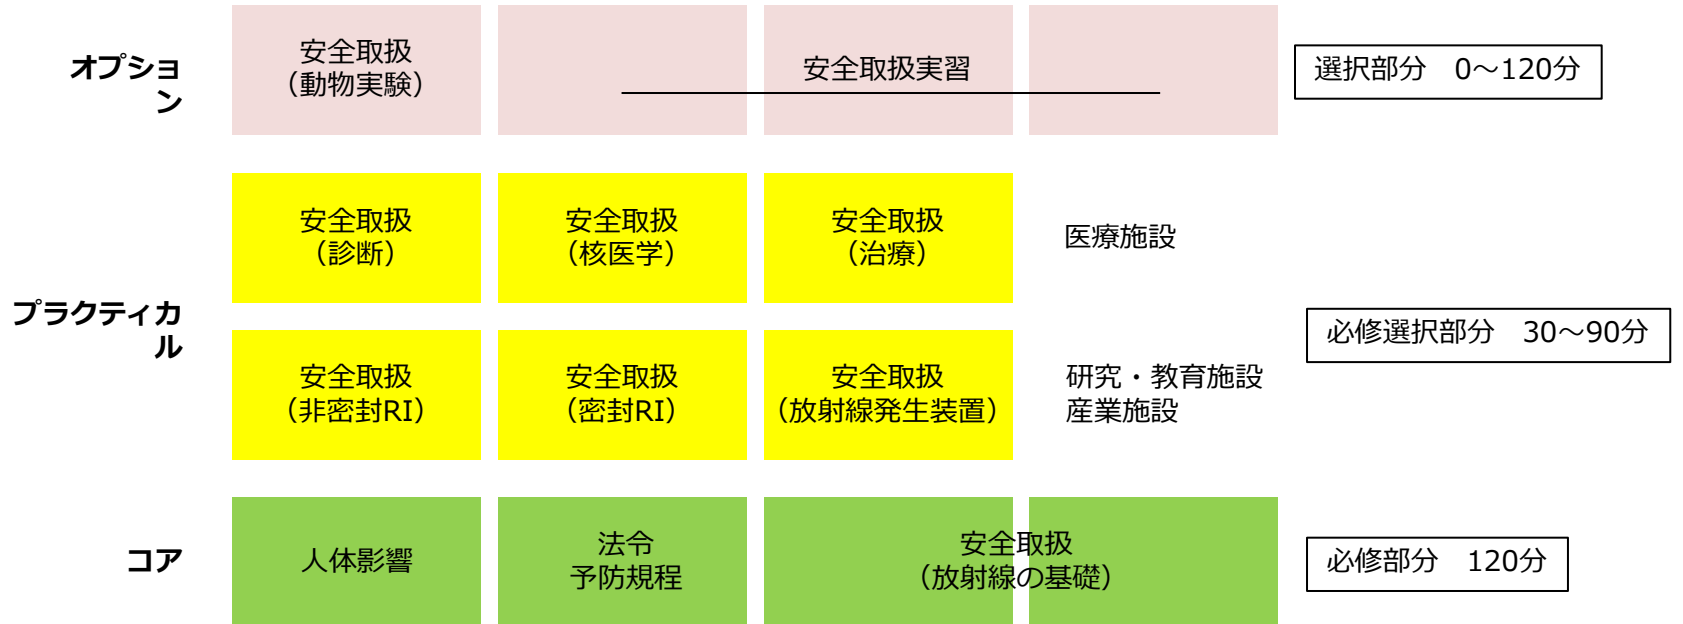 オプショ
ン
安全取扱
（動物実験）
安全取扱実習
選択部分　0～120分
プラクティカ
ル
安全取扱
（診断）
安全取扱
（核医学）
安全取扱
（治療）
医療施設
必修選択部分　30～90分
安全取扱
（非密封RI）
安全取扱
（密封RI）
安全取扱
（放射線発生装置）
研究・教育施設
産業施設
コア
人体影響
法令
予防規程
安全取扱
（放射線の基礎）
必修部分　120分